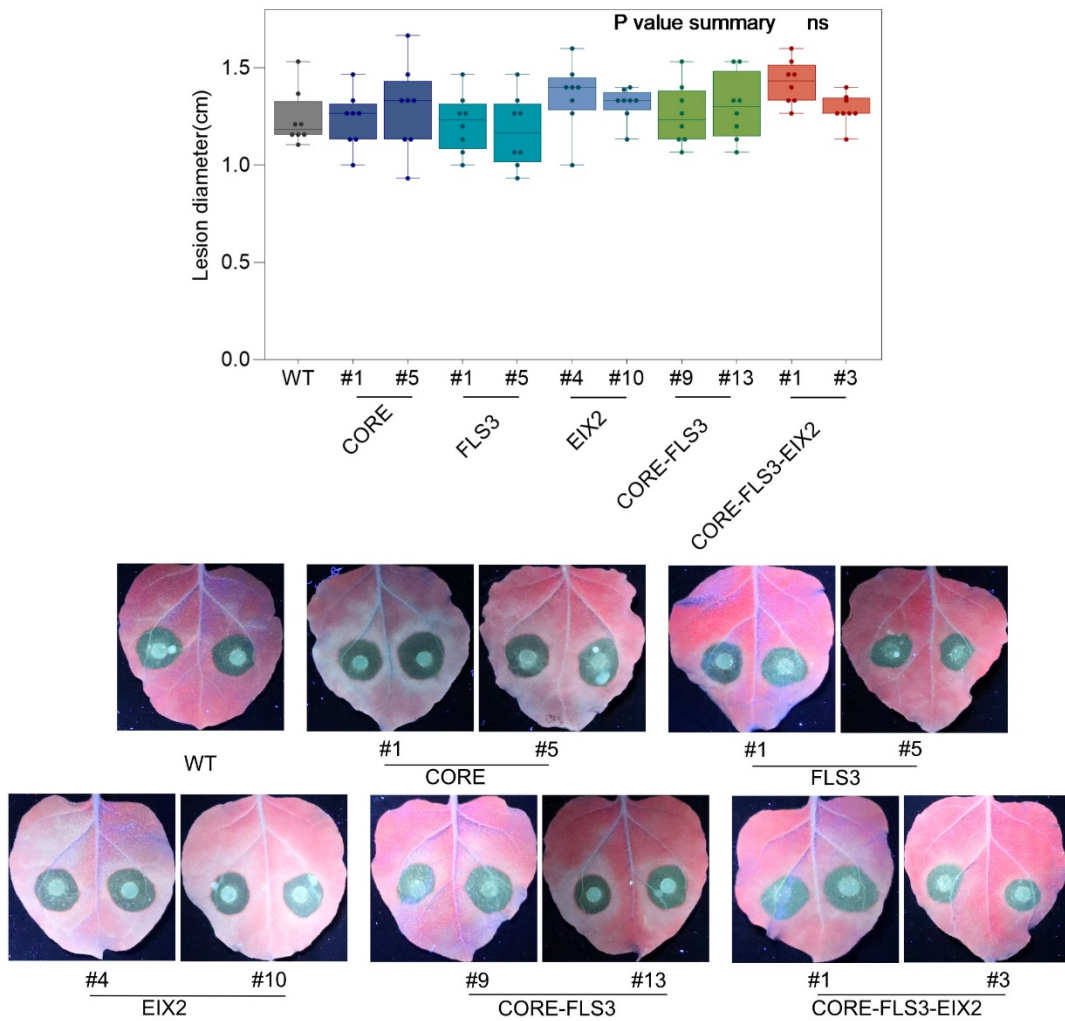 P value summary ns
Lesion diameter(cm)
1.5
1.0
0.5
0.0
WT #1 #5 #1 #5 #4 #10 #9 #13 #1 #3
CORE
FLS3
EIX2
CORE-FLS3
CORE-FLS3-EIX2
WT
#1 #5
CORE
#1 #5
FLS3
#4 #10
EIX2
#9 #13
CORE-FLS3
#1 #3
CORE-FLS3-EIX2